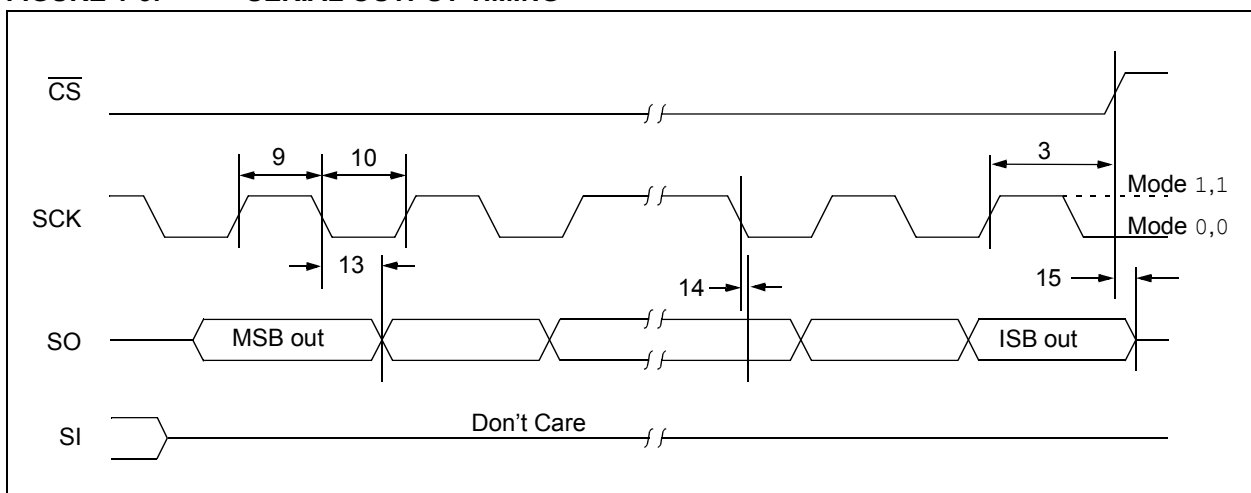 CS
9
10
3
Mode 1,1
SCK
Mode 0,0
13
14
15
SO
MSB out
ISB out
SI
Don't Care